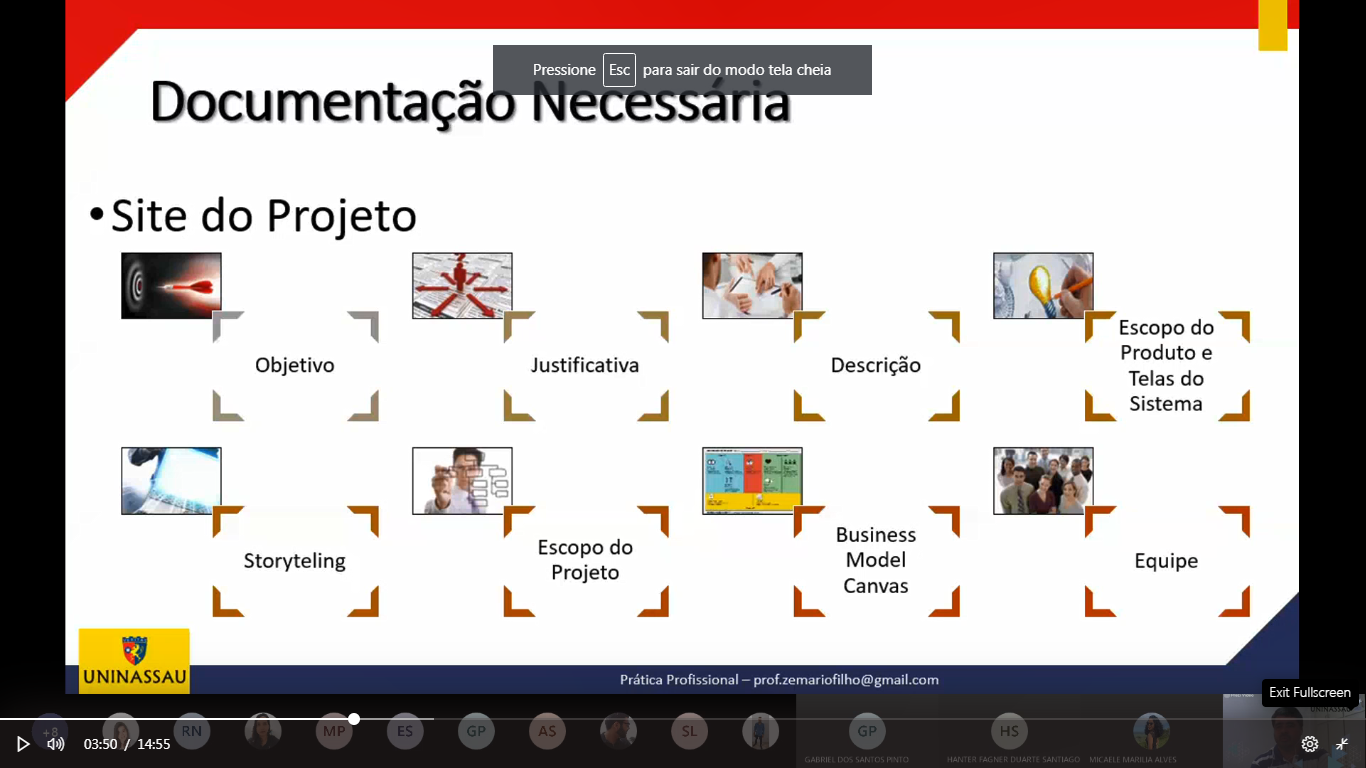 Pressione Esc para sair do modo tela cheia
Documentação Necessária
• Site do Projeto
Objetivo
Justificativa
Descrição
Escopo do
Produto e
Telas do
Sistema
Storyteling
Escopo do
Projeto
Business
Model
Canvas
Equipe
UNINASSAU
Prática Profissional – prof.zemariofilho@gmail.com
Exit Fullscreen
+8
RN
MP
ES
GP
AS
SL
GP
HS
UNINASSAU
03:50 / 14:55
GABRIEL DOS SANTOS PINTO
HANTER FAGNER DUARTE SANTIAGO
MICAELE MARILIA ALVES